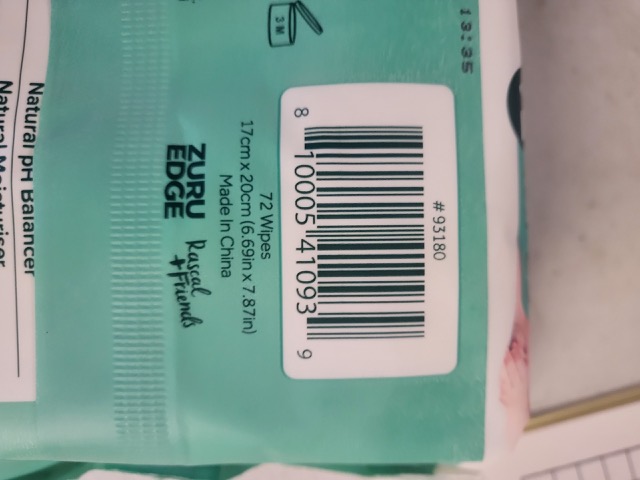 13:35
3M
# 93180
8 10005 41093 9
72 Wipes
17cm x 20cm (6.69in x 7.87in)
Made In China
ZURU
EDGE
Rascal
+ Friends
Natural pH Balancer
Natural Moisturiser